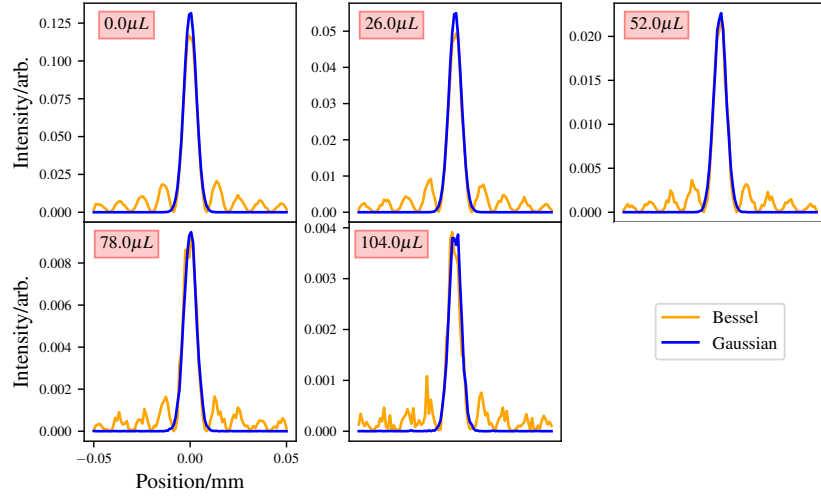 0.0μL
26.0μL
52.0μL
Intensity/arb.
0.125
0.100
0.075
0.050
0.025
0.000
0.05
0.04
0.03
0.02
0.01
0.00
0.020
0.015
0.010
0.005
0.000
78.0μL
104.0μL
Intensity/arb.
0.008
0.006
0.004
0.002
0.000
0.004
0.003
0.002
0.001
0.000
Bessel
Gaussian
−0.05 0.00 0.05
Position/mm